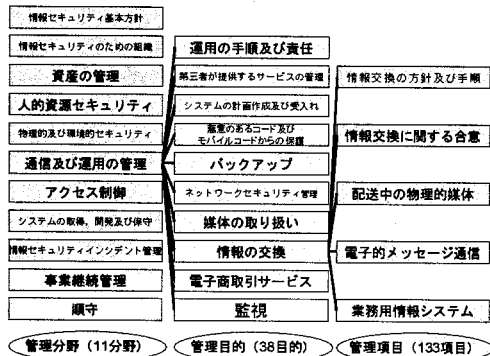 情報セキュリティ基本方針
情報セキュリティのための組織
資産の管理
人的資源セキュリティ
物理的及び環境的セキュリティ
通信及び運用の管理
アクセス制御
システムの取得、開発及び保守
情報セキュリティインシデント管理
事業継続管理
順守
管理分野(11分野)
運用の手順及び責任
第三者が提供するサービスの管理
システムの計画作成及び受入れ
悪意のあるコード及び
モバイルコードからの保護
バックアップ
ネットワークセキュリティ管理
媒体の取り扱い
情報の交換
電子商取引サービス
監視
管理目的(38目的)
情報交換の方針及び手順
情報交換に関する合意
配送中の物理的媒体
電子的メッセージ通信
業務用情報システム
管理項目(133項目)